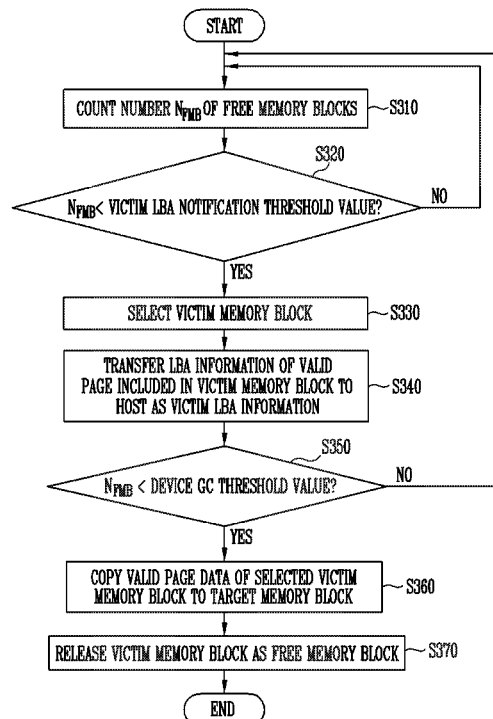 START
COUNT NUMBER N_FMB OF FREE MEMORY BLOCKS
S310
S320
N_FMB < VICTIM LBA NOTIFICATION THRESHOLD VALUE?
NO
YES
SELECT VICTIM MEMORY BLOCK
S330
TRANSFER LBA INFORMATION OF VALID
PAGE INCLUDED IN VICTIM MEMORY BLOCK TO
HOST AS VICTIM LBA INFORMATION
S340
S350
N_FMB < DEVICE GC THRESHOLD VALUE?
NO
YES
COPY VALID PAGE DATA OF SELECTED VICTIM
MEMORY BLOCK TO TARGET MEMORY BLOCK
S360
RELEASE VICTIM MEMORY BLOCK AS FREE MEMORY BLOCK
S370
END